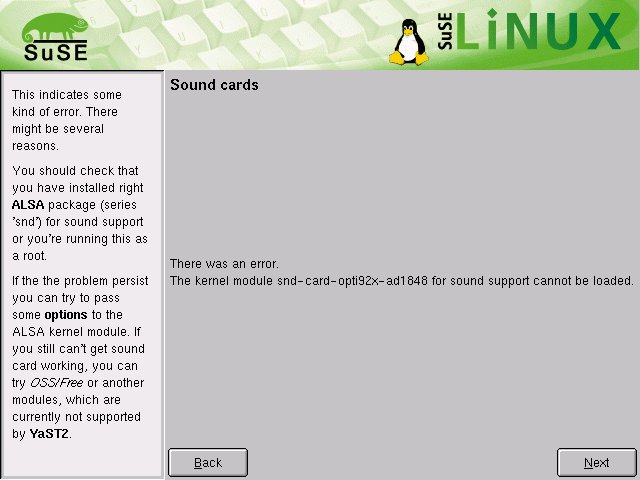 SuSE
SuSE LiNUX
This indicates some
kind of error. There
might be several
reasons.
You should check that
you have installed right
ALSA package (series
'snd') for sound support
or you're running this as
a root.
If the the problem persist
you can try to pass
some options to the
ALSA kernel module. If
you still can't get sound
card working, you can
try OSS/Free or another
modules, which are
currently not supported
by YaST2.
Sound cards
There was an error.
The kernel module snd-card-opti92x-ad1848 for sound support cannot be loaded.
Back
Next